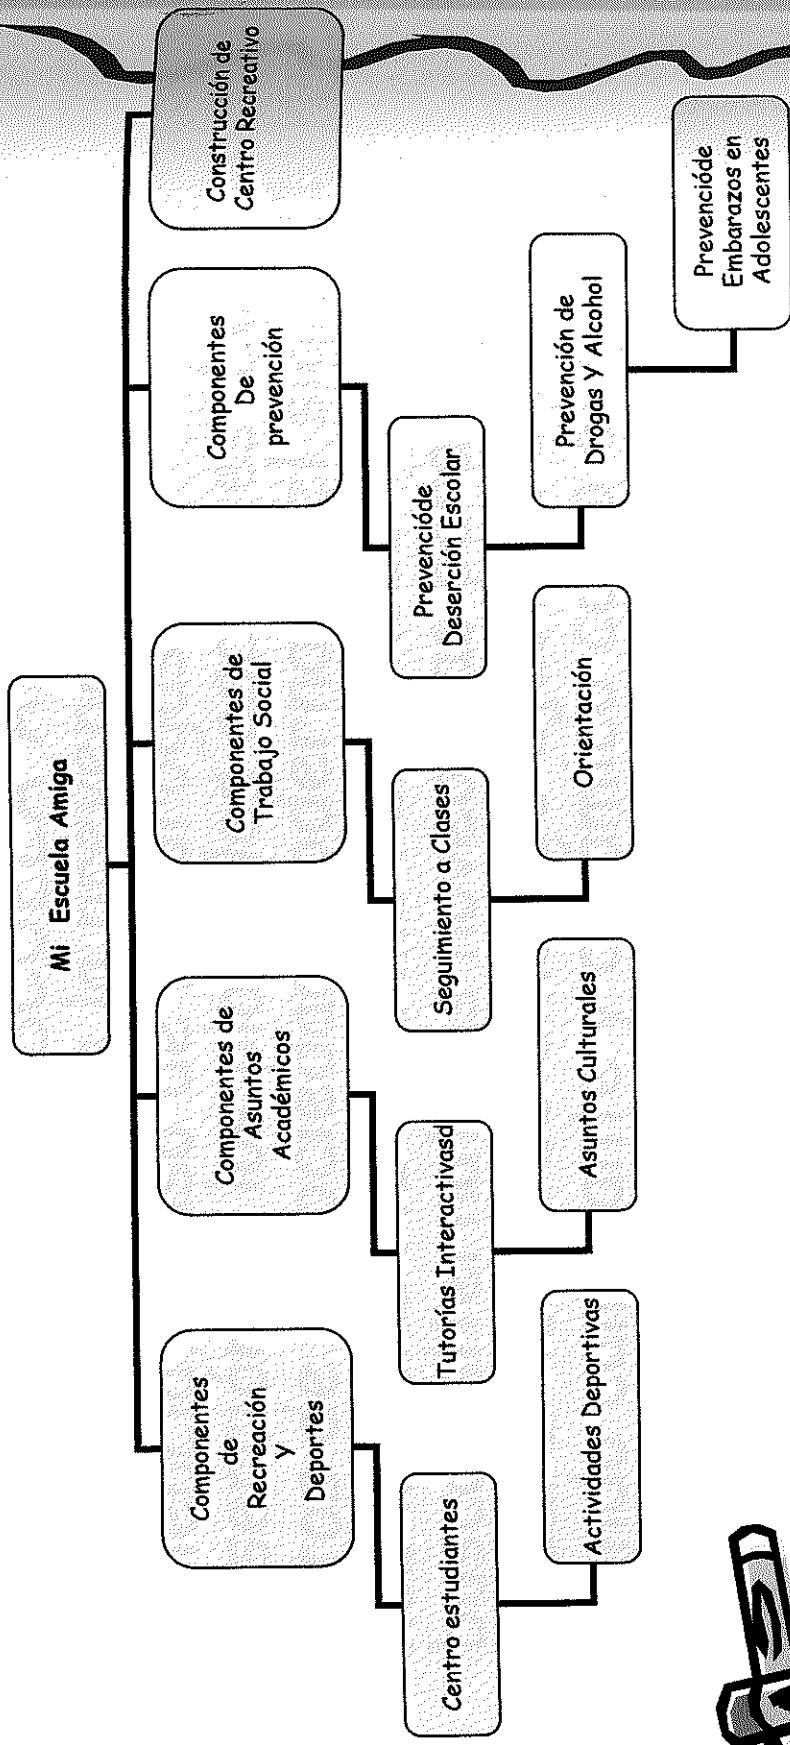 Mi Escuela Amiga
Componentes
de
Recreación
y
Deportes
Componentes de
Asuntos
Académicos
Componentes de
Trabajo Social
Componentes
De
prevención
Construcción de
Centro Recreativo
Centro estudiantes
Tutorías Interactivasd
Seguimiento a Clases
Prevencióde
Deserción Escolar
Actividades Deportivas
Asuntos Culturales
Orientación
Prevención de
Drogas Y Alcohol
Prevencióde
Embarazos en
Adolescentes